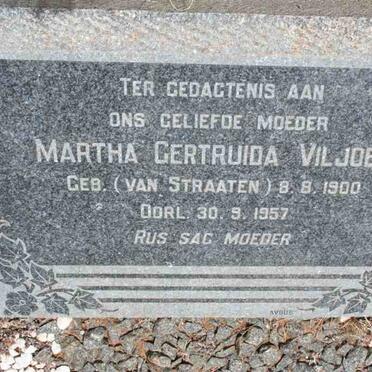 TER GEDAGTENIS AAN
ONS GELIEFDE MOEDER
MARTHA GERTRUIDA VILJOE
GEB. (VAN STRAATEN) 8. 8. 1900
OORL. 30. 9. 1957
RUS SAG MOEDER